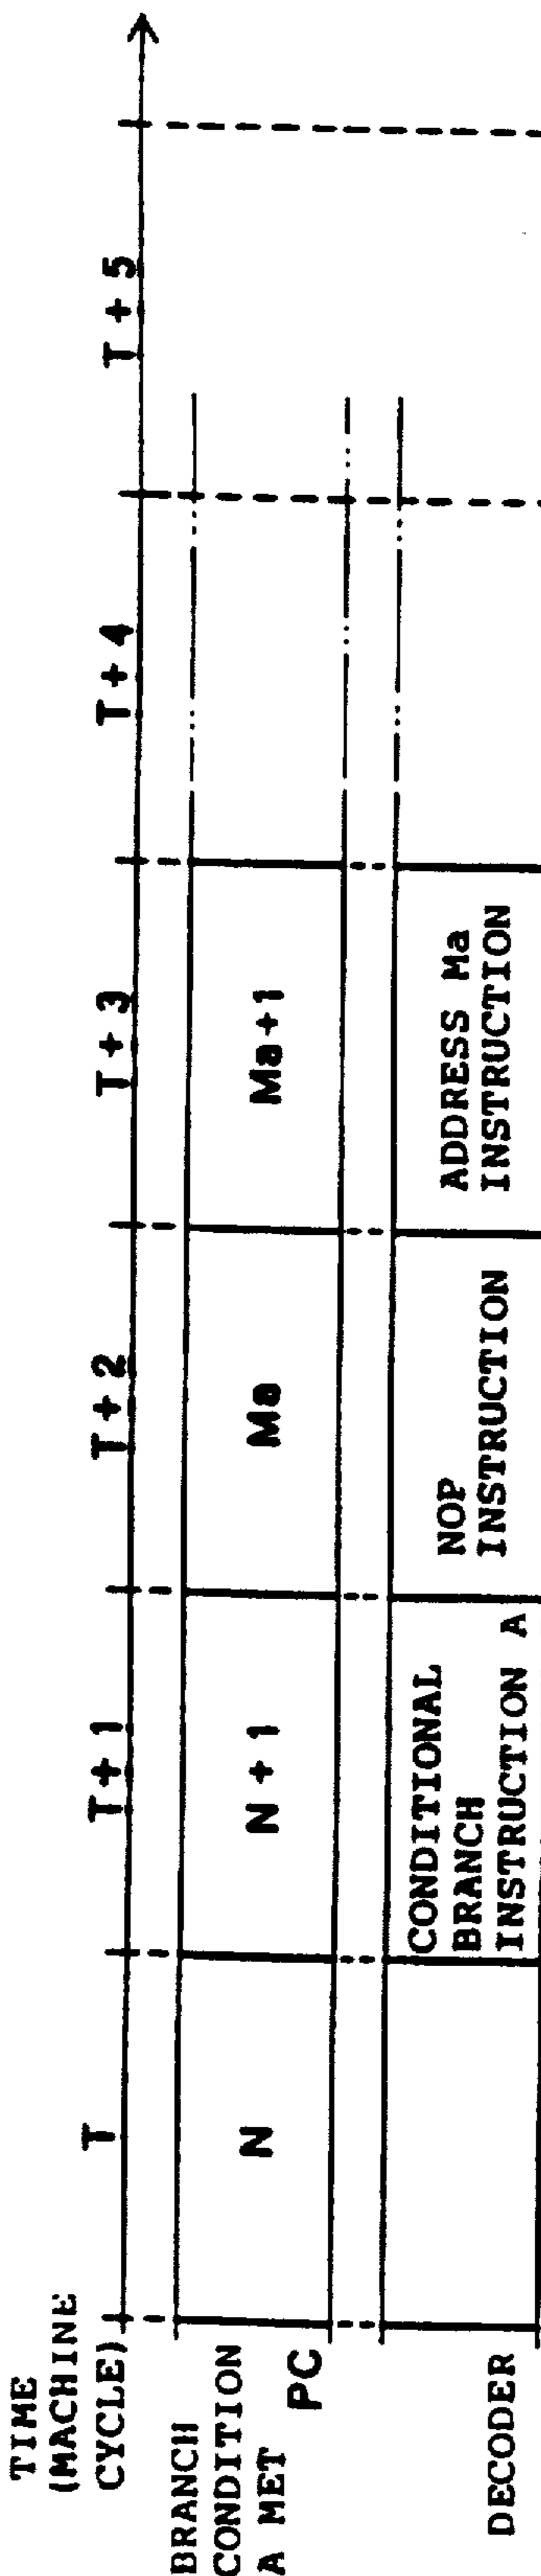 TIME
(MACHINE
CYCLE)
T
T+1
T+2
T+3
T+4
T+5
BRANCH
CONDITION
A MET
PC
N
N+1
Ma
Ma+1
DECODER
CONDITIONAL
BRANCH
INSTRUCTION A
NOP
INSTRUCTION
ADDRESS Ma
INSTRUCTION